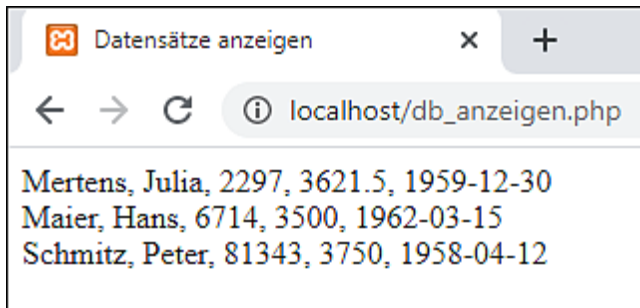 Datensätze anzeigen
localhost/db_anzeigen.php
Mertens, Julia, 2297, 3621.5, 1959-12-30
Maier, Hans, 6714, 3500, 1962-03-15
Schmitz, Peter, 81343, 3750, 1958-04-12